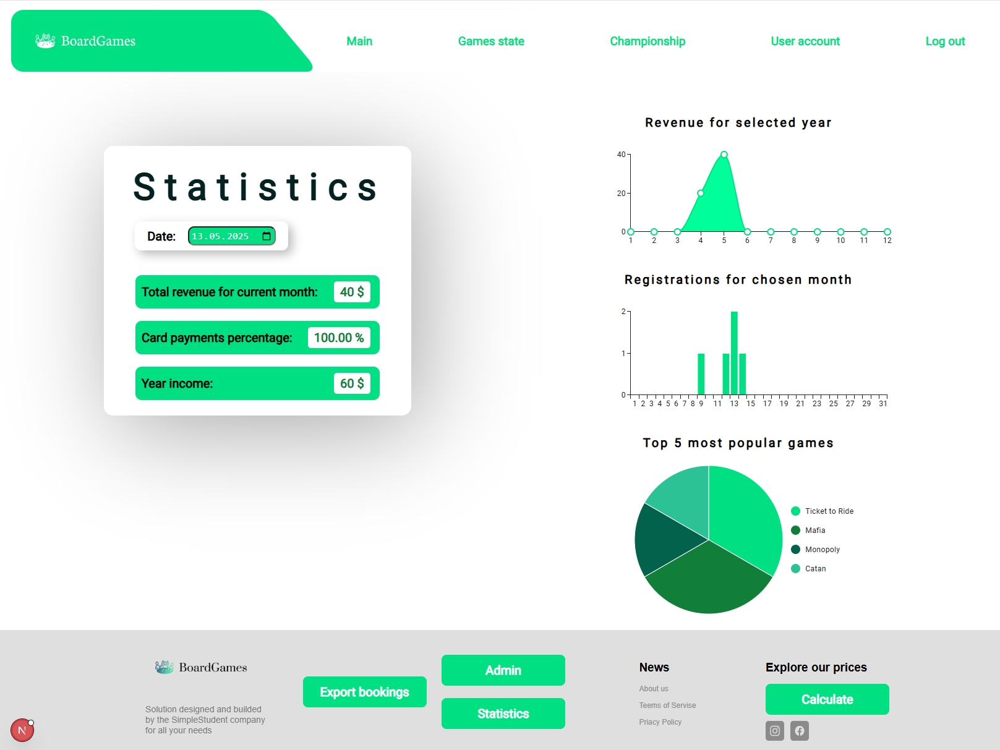 BoardGames
Main
Games state
Championship
User account
Log out
Statistics
Date: 13.05.2025
Total revenue for current month: 40 $
Card payments percentage: 100.00 %
Year income: 60 $
Revenue for selected year
40
20
0
1 2 3 4 5 6 7 8 9 10 11 12
Registrations for chosen month
2
1
0
1 2 3 4 5 6 7 8 9 11 13 15 17 19 21 23 25 27 29 31
Top 5 most popular games
Ticket to Ride
Mafia
Monopoly
Catan
BoardGames
Solution designed and builded
by the SimpleStudent company
for all your needs
Export bookings
Admin
Statistics
News
About us
Teems of Servise
Priacy Policy
Explore our prices
Calculate
N